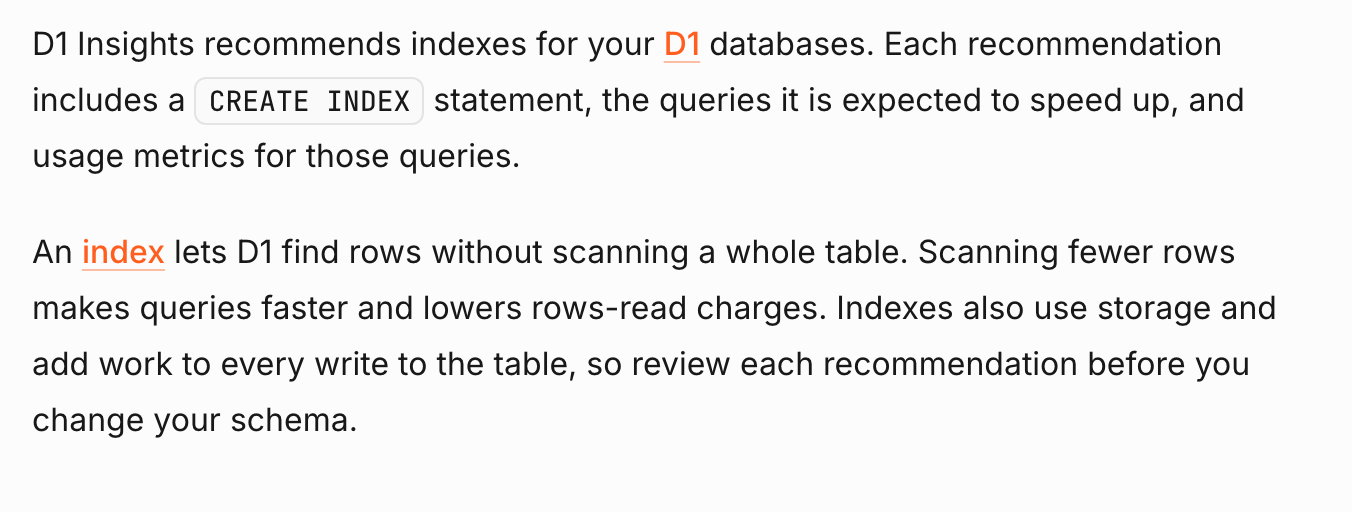 D1 Insights recommends indexes for your D1 databases. Each recommendation
includes a CREATE INDEX statement, the queries it is expected to speed up, and
usage metrics for those queries.
An index lets D1 find rows without scanning a whole table. Scanning fewer rows
makes queries faster and lowers rows-read charges. Indexes also use storage and
add work to every write to the table, so review each recommendation before you
change your schema.